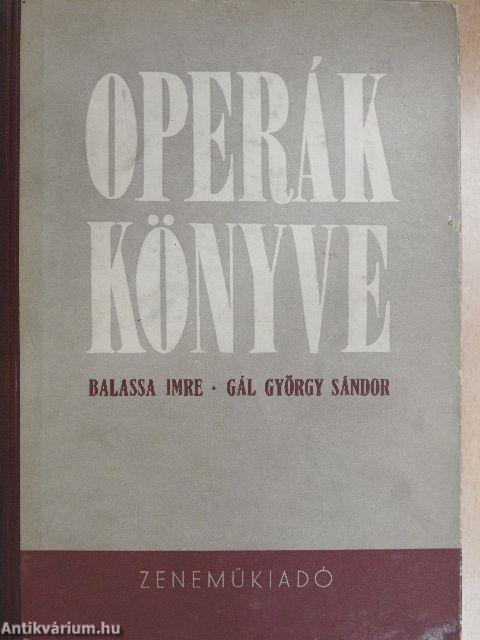 OPERÁK
KÖNYVE
BALASSA IMRE · GÁL GYÖRGY SÁNDOR
ZENEMŰKIADÓ
Antikvárium.hu